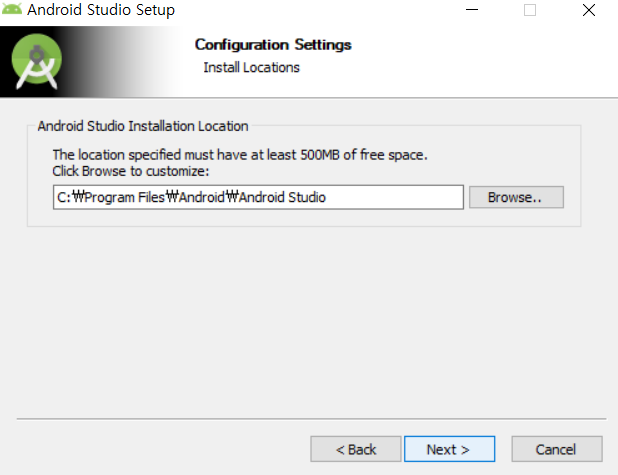 Android Studio Setup
Configuration Settings
Install Locations
Android Studio Installation Location
The location specified must have at least 500MB of free space.
Click Browse to customize:
C:₩Program Files₩Android₩Android Studio
Browse..
< Back
Next >
Cancel